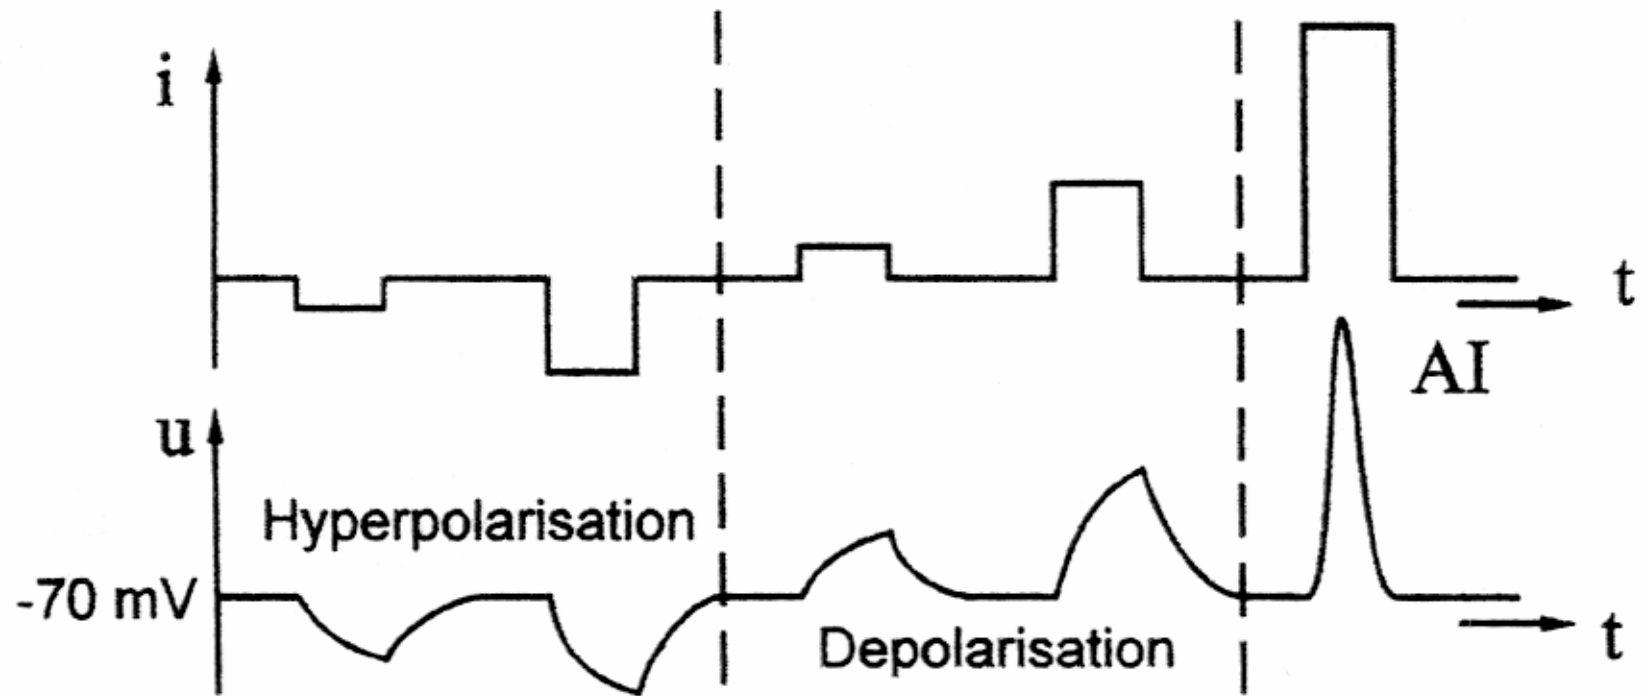 i
t
AI
u
Hyperpolarisation
-70 mV
Depolarisation
t